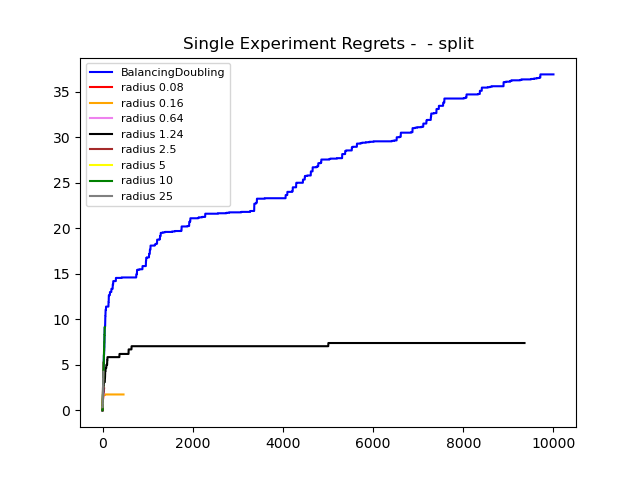 Single Experiment Regrets -  - split
BalancingDoubling
radius 0.08
radius 0.16
radius 0.64
radius 1.24
radius 2.5
radius 5
radius 10
radius 25
35
30
25
20
15
10
5
0
0 2000 4000 6000 8000 10000